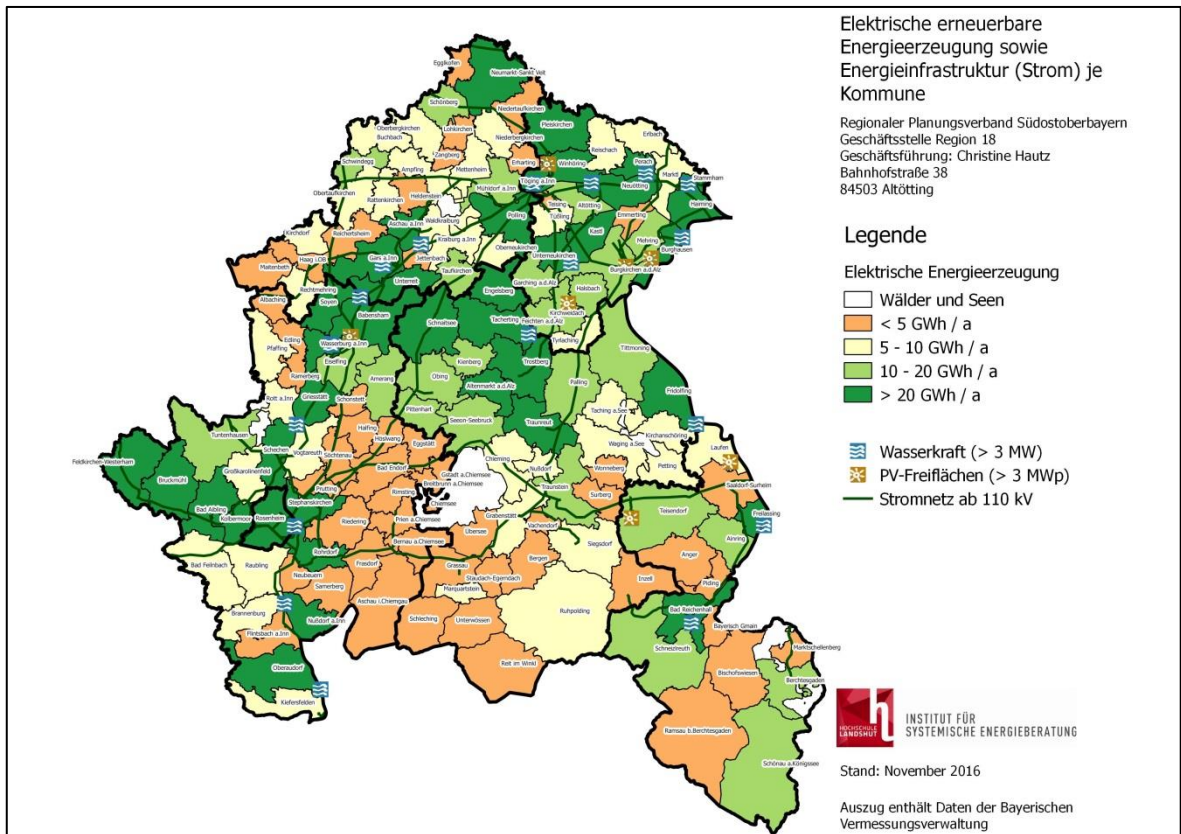 Elektrische erneuerbare
Energieerzeugung sowie
Energieinfrastruktur (Strom) je
Kommune
Regionaler Planungsverband Südostoberbayern
Geschäftsstelle Region 18
Geschäftsführung: Christine Hautz
Bahnhofstraße 38
84503 Altötting
Legende
Elektrische Energieerzeugung
Wälder und Seen
< 5 GWh / a
5 - 10 GWh / a
10 - 20 GWh / a
> 20 GWh / a
Wasserkraft (> 3 MW)
PV-Freiflächen (> 3 MWp)
Stromnetz ab 110 kV
HOCHSCHULE
LANDSHUT
INSTITUT FÜR
SYSTEMISCHE ENERGIEBERATUNG
Stand: November 2016
Auszug enthält Daten der Bayerischen
Vermessungsverwaltung
Egglkofen
Neumarkt-Sankt Veit
Schönberg
Niedertaufkirchen
Oberbergkirchen
Buchbach
Lohkirchen
Niederbergkirchen
Pleiskirchen
Erlbach
Reischach
Zangberg
Erharting
Winhöring
Perach
Schwindegg
Ampfing
Mettenheim
Mühldorf a.Inn
Töging a.Inn
Neuötting
Marktl
Stammham
Obertaufkirchen
Rattenkirchen
Heldenstein
Teising
Tüßling
Altötting
Emmerting
Haiming
Aschau a.Inn
Waldkraiburg
Polling
Kastl
Mehring
Burghausen
Kirchdorf
Reichertsheim
Kraiburg a.Inn
Oberneukirchen
Maitenbeth
Haag i.OB
Gars a.Inn
Jettenbach
Taufkirchen
Unterneukirchen
Burgkirchen a.d.Alz
Rechtmehring
Unterreit
Engelsberg
Garching a.d.Alz
Halsbach
Albaching
Soyen
Babensham
Schnaitsee
Tacherting
Feichten a.d.Alz
Kirchweidach
Edling
Pfaffing
Wasserburg a.Inn
Tyrlaching
Tittmoning
Eiselfing
Kienberg
Trostberg
Ramerberg
Amerang
Obing
Altenmarkt a.d.Alz
Palling
Fridolfing
Rott a.Inn
Griesstätt
Schonstett
Pittenhart
Seeon-Seebruck
Traunreut
Taching a.See
Tuntenhausen
Halfing
Kirchanschöring
Schechen
Vogtareuth
Höslwang
Eggstätt
Waging a.See
Feldkirchen-Westerham
Söchtenau
Chieming
Nußdorf
Petting
Laufen
Bruckmühl
Großkarolinenfeld
Bad Endorf
Gstadt a.Chiemsee
Breitbrunn a.Chiemsee
Wonneberg
Prutting
Rimsting
Chiemsee
Traunstein
Surberg
Saaldorf-Surheim
Bad Aibling
Kolbermoor
Rosenheim
Stephanskirchen
Riedering
Prien a.Chiemsee
Grabenstätt
Vachendorf
Teisendorf
Freilassing
Rohrdorf
Bernau a.Chiemsee
Übersee
Siegsdorf
Ainring
Bad Feilnbach
Raubling
Neubeuern
Frasdorf
Grassau
Bergen
Anger
Samerberg
Staudach-Egerndach
Inzell
Piding
Brannenburg
Aschau i.Chiemgau
Marquartstein
Ruhpolding
Nußdorf a.Inn
Schleching
Unterwössen
Bad Reichenhall
Flintsbach a.Inn
Bayerisch Gmain
Oberaudorf
Reit im Winkl
Schneizlreuth
Marktschellenberg
Kiefersfelden
Bischofswiesen
Berchtesgaden
Ramsau b.Berchtesgaden
Schönau a.Königssee